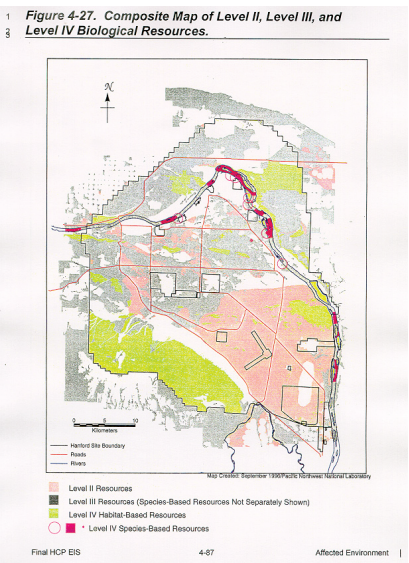 1 Figure 4-27. Composite Map of Level II, Level III, and
2 Level IV Biological Resources.
3
N
0 5 10
Kilometers
Hanford Site Boundary
Roads
Rivers
Map Created: September 1996/Pacific Northwest National Laboratory
Level II Resources
Level III Resources (Species-Based Resources Not Separately Shown)
Level IV Habitat-Based Resources
Level IV Species-Based Resources
Final HCP EIS 4-87 Affected Environment